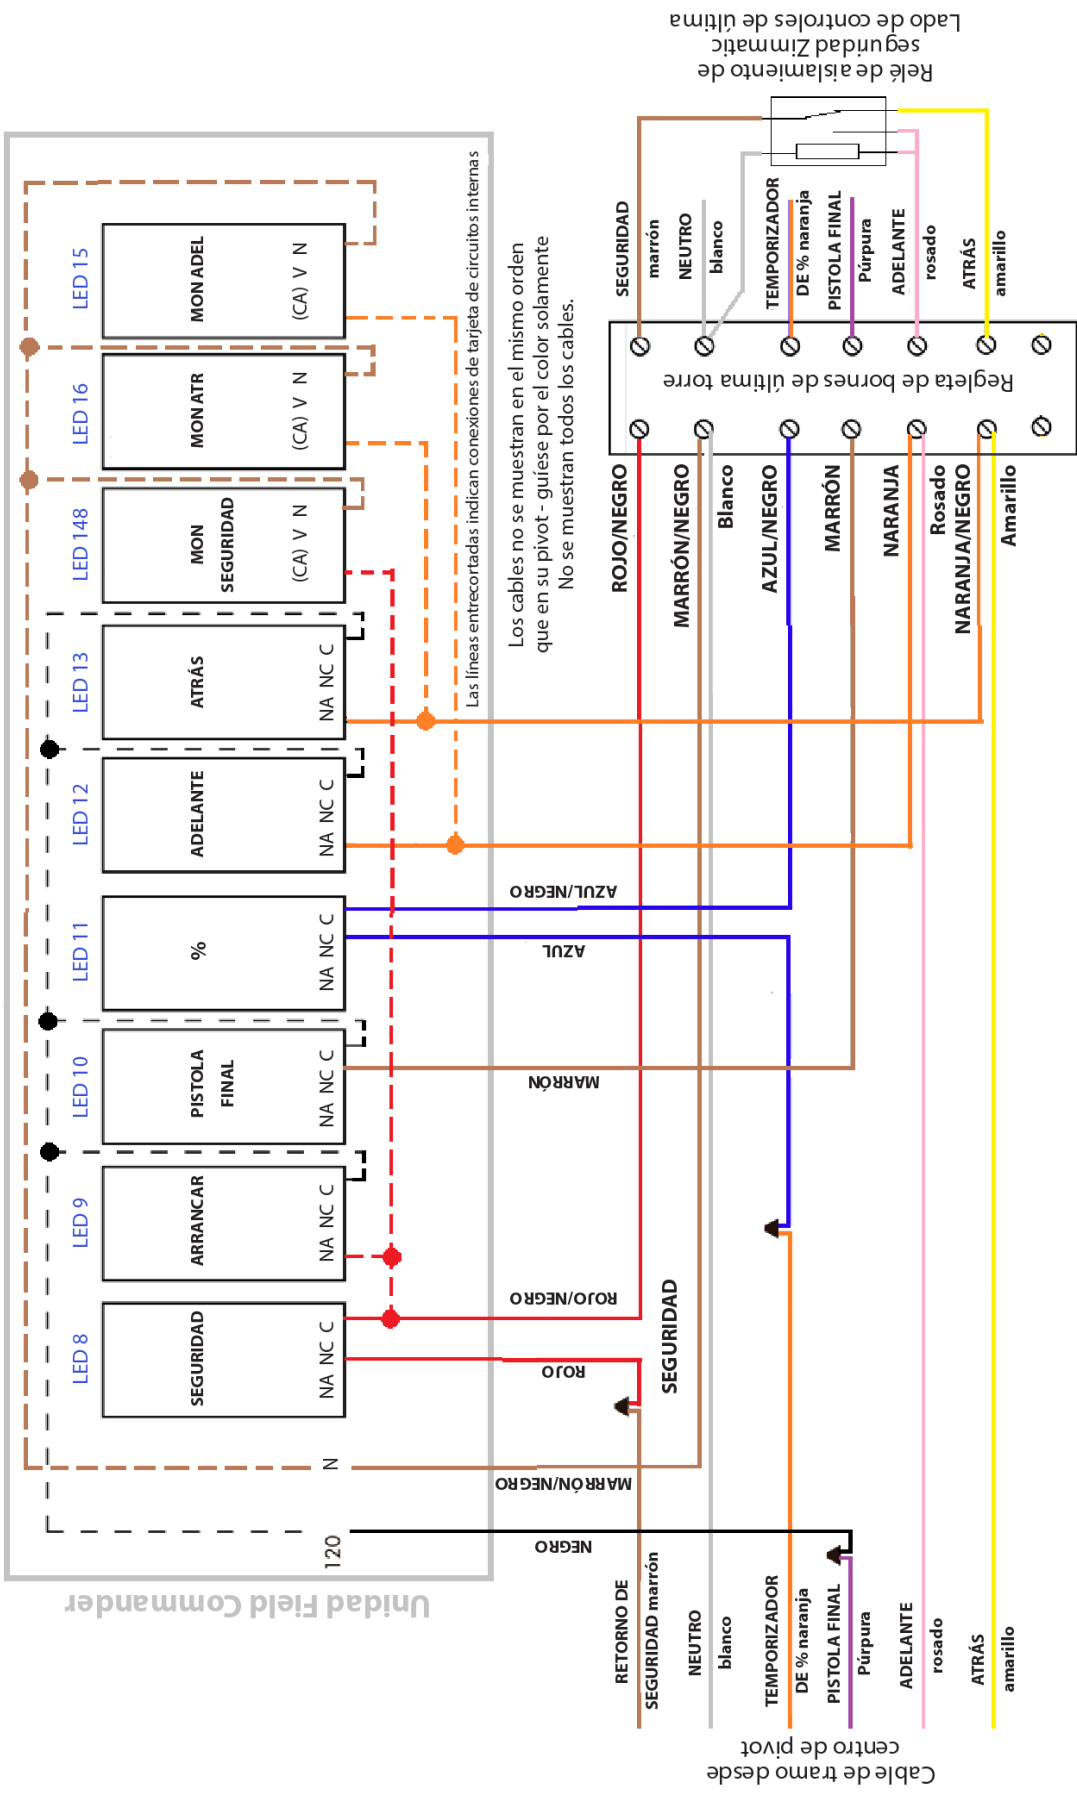 Unidad Field Commander
LED 8
SEGURIDAD
NA NC C
LED 9
ARRANCAR
NA NC C
LED 10
PISTOLA
FINAL
NA NC C
LED 11
%
NA NC C
LED 12
ADELANTE
NA NC C
LED 13
ATRÁS
NA NC C
LED 148
MON
SEGURIDAD
(CA) V N
LED 16
MON ATR
(CA) V N
LED 15
MON ADEL
(CA) V N
120
N
Las líneas entrecortadas indican conexiones de tarjeta de circuitos internas
Los cables no se muestran en el mismo orden
que en su pivot - guíese por el color solamente
No se muestran todos los cables.
NEGRO
MARRÓN/NEGRO
ROJO
ROJO/NEGRO
MARRÓN
AZUL
AZUL/NEGRO
SEGURIDAD
Cable de tramo desde
centro de pivot
RETORNO DE
SEGURIDAD marrón
NEUTRO
blanco
TEMPORIZADOR
DE % naranja
PISTOLA FINAL
Púrpura
ADELANTE
rosado
ATRÁS
amarillo
ROJO/NEGRO
MARRÓN/NEGRO
Blanco
AZUL/NEGRO
MARRÓN
NARANJA
Rosado
NARANJA/NEGRO
Amarillo
Regleta de bornes de última torre
SEGURIDAD
marrón
NEUTRO
blanco
TEMPORIZADOR
DE % naranja
PISTOLA FINAL
Púrpura
ADELANTE
rosado
ATRÁS
amarillo
Relé de aislamiento de
seguridad Zimmatic
Lado de controles de última